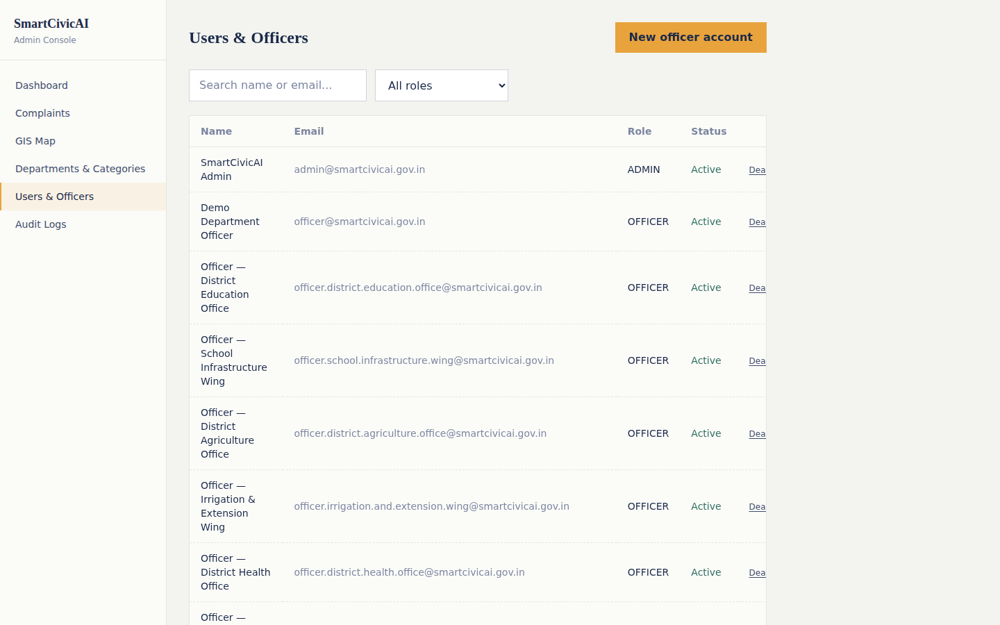 SmartCivicAI
Admin Console
Dashboard
Complaints
GIS Map
Departments & Categories
Users & Officers
Audit Logs
Users & Officers
New officer account
Search name or email...
All roles
Name Email Role Status
SmartCivicAI
Admin
admin@smartcivicai.gov.in ADMIN Active Dea
Demo
Department
Officer
officer@smartcivicai.gov.in OFFICER Active Dea
Officer —
District
Education
Office
officer.district.education.office@smartcivicai.gov.in OFFICER Active Dea
Officer —
School
Infrastructure
Wing
officer.school.infrastructure.wing@smartcivicai.gov.in OFFICER Active Dea
Officer —
District
Agriculture
Office
officer.district.agriculture.office@smartcivicai.gov.in OFFICER Active Dea
Officer —
Irrigation &
Extension
Wing
officer.irrigation.and.extension.wing@smartcivicai.gov.in OFFICER Active Dea
Officer —
District Health
Office
officer.district.health.office@smartcivicai.gov.in OFFICER Active Dea
Officer —